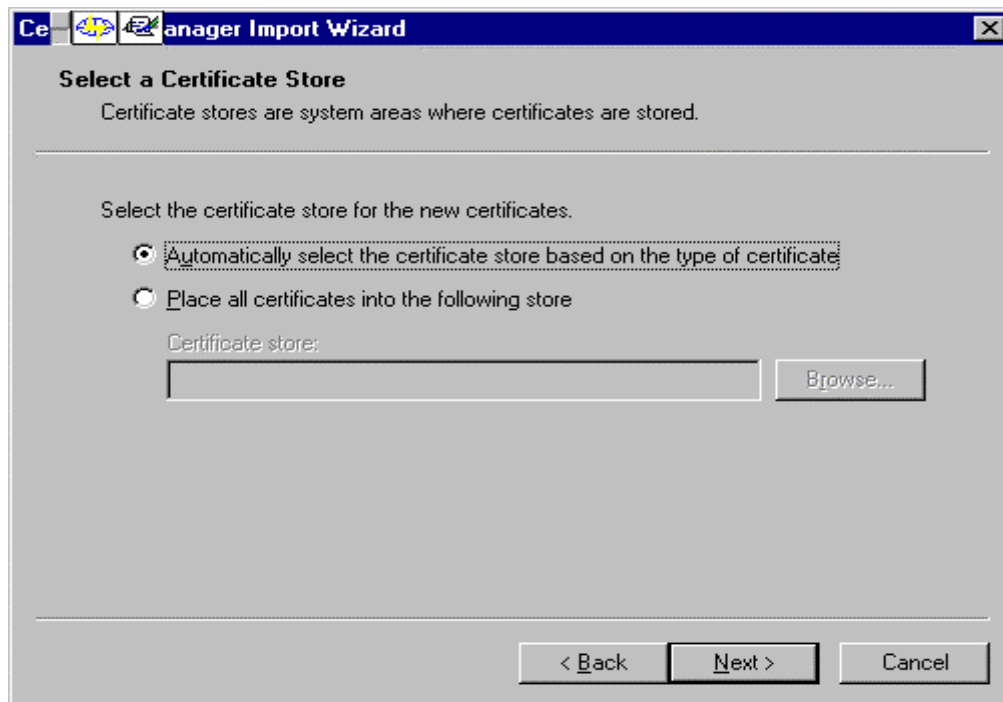 Ce anager Import Wizard
Select a Certificate Store
Certificate stores are system areas where certificates are stored.
Select the certificate store for the new certificates.
Automatically select the certificate store based on the type of certificate
Place all certificates into the following store
Certificate store:
Browse...
< Back Next > Cancel